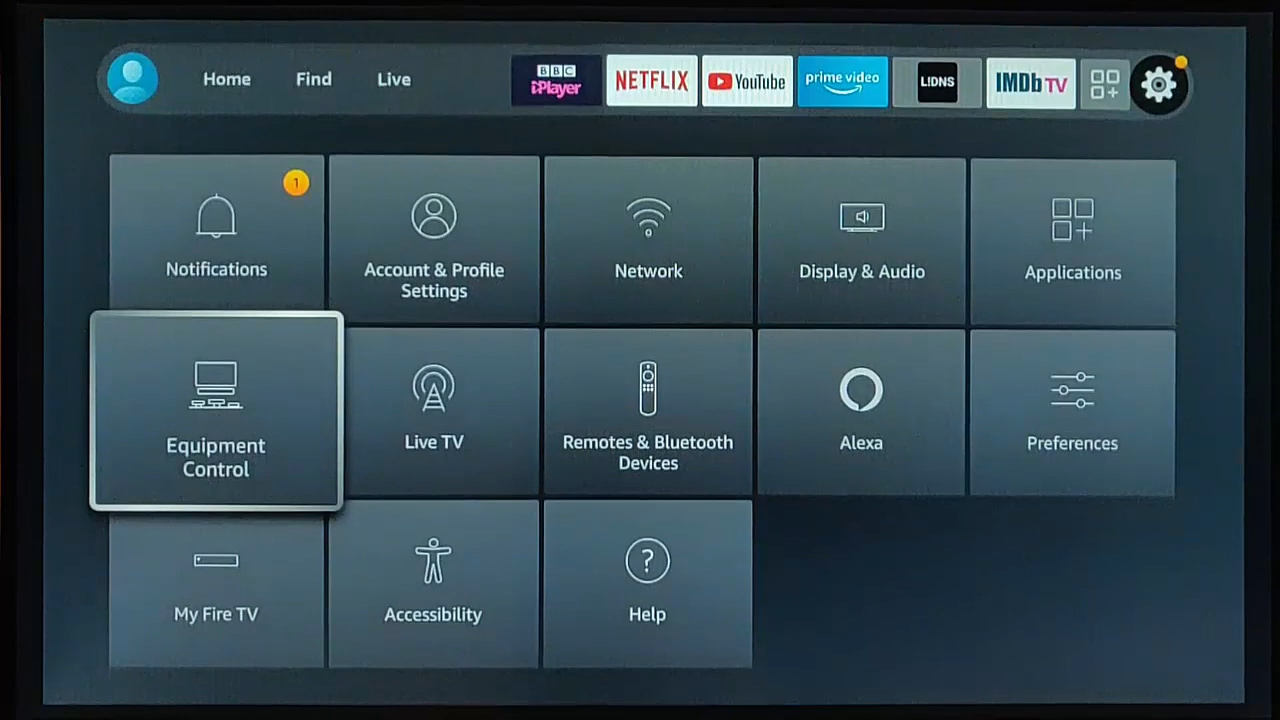 Home
Find
Live
BBC
iPlayer
NETFLIX
YouTube
prime video
L!DNS
IMDb TV
1
Notifications
Account & Profile
Settings
Network
Display & Audio
Applications
Equipment
Control
Live TV
Remotes & Bluetooth
Devices
Alexa
Preferences
My Fire TV
Accessibility
?
Help